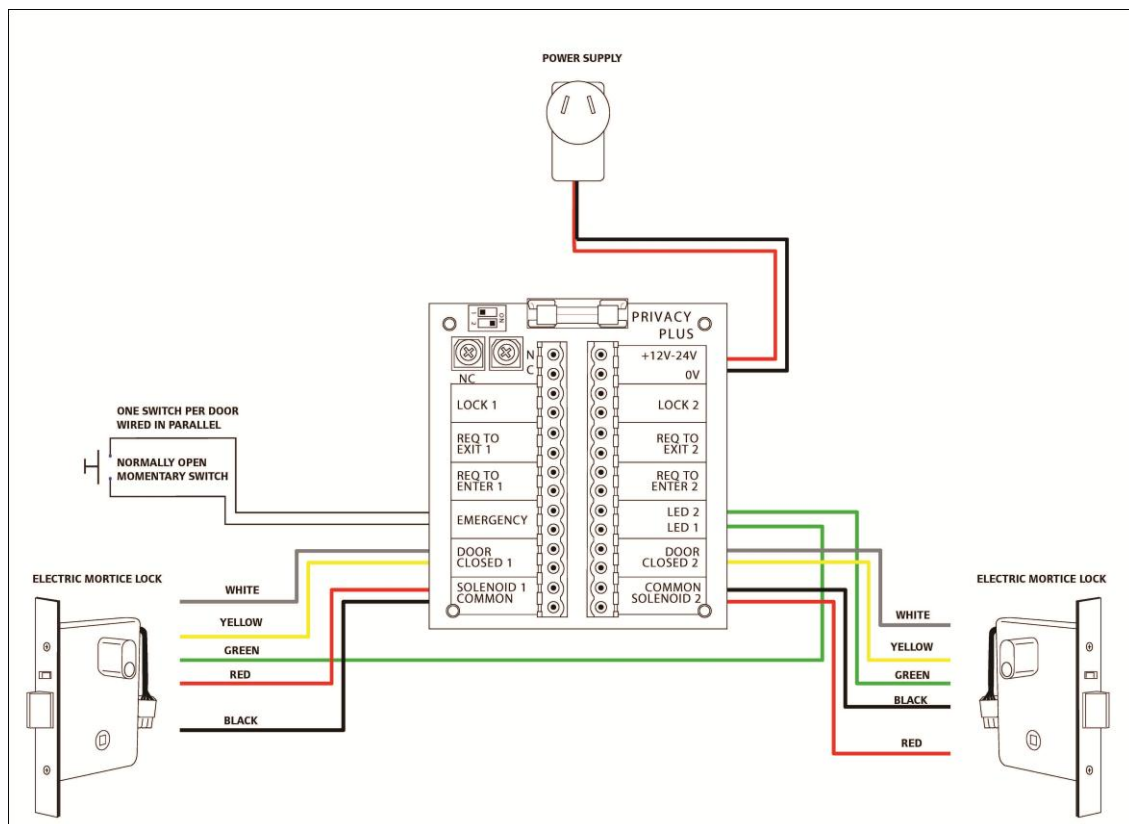 POWER SUPPLY
1
2
ON
PRIVACY
PLUS
N
C
NC
+12V-24V
0V
LOCK 1
LOCK 2
ONE SWITCH PER DOOR
WIRED IN PARALLEL
NORMALLY OPEN
MOMENTARY SWITCH
REQ TO
EXIT 1
REQ TO
EXIT 2
REQ TO
ENTER 1
REQ TO
ENTER 2
EMERGENCY
LED 2
LED 1
DOOR
CLOSED 1
DOOR
CLOSED 2
SOLENOID 1
COMMON
COMMON
SOLENOID 2
ELECTRIC MORTICE LOCK
WHITE
YELLOW
GREEN
RED
BLACK
ELECTRIC MORTICE LOCK
WHITE
YELLOW
GREEN
BLACK
RED